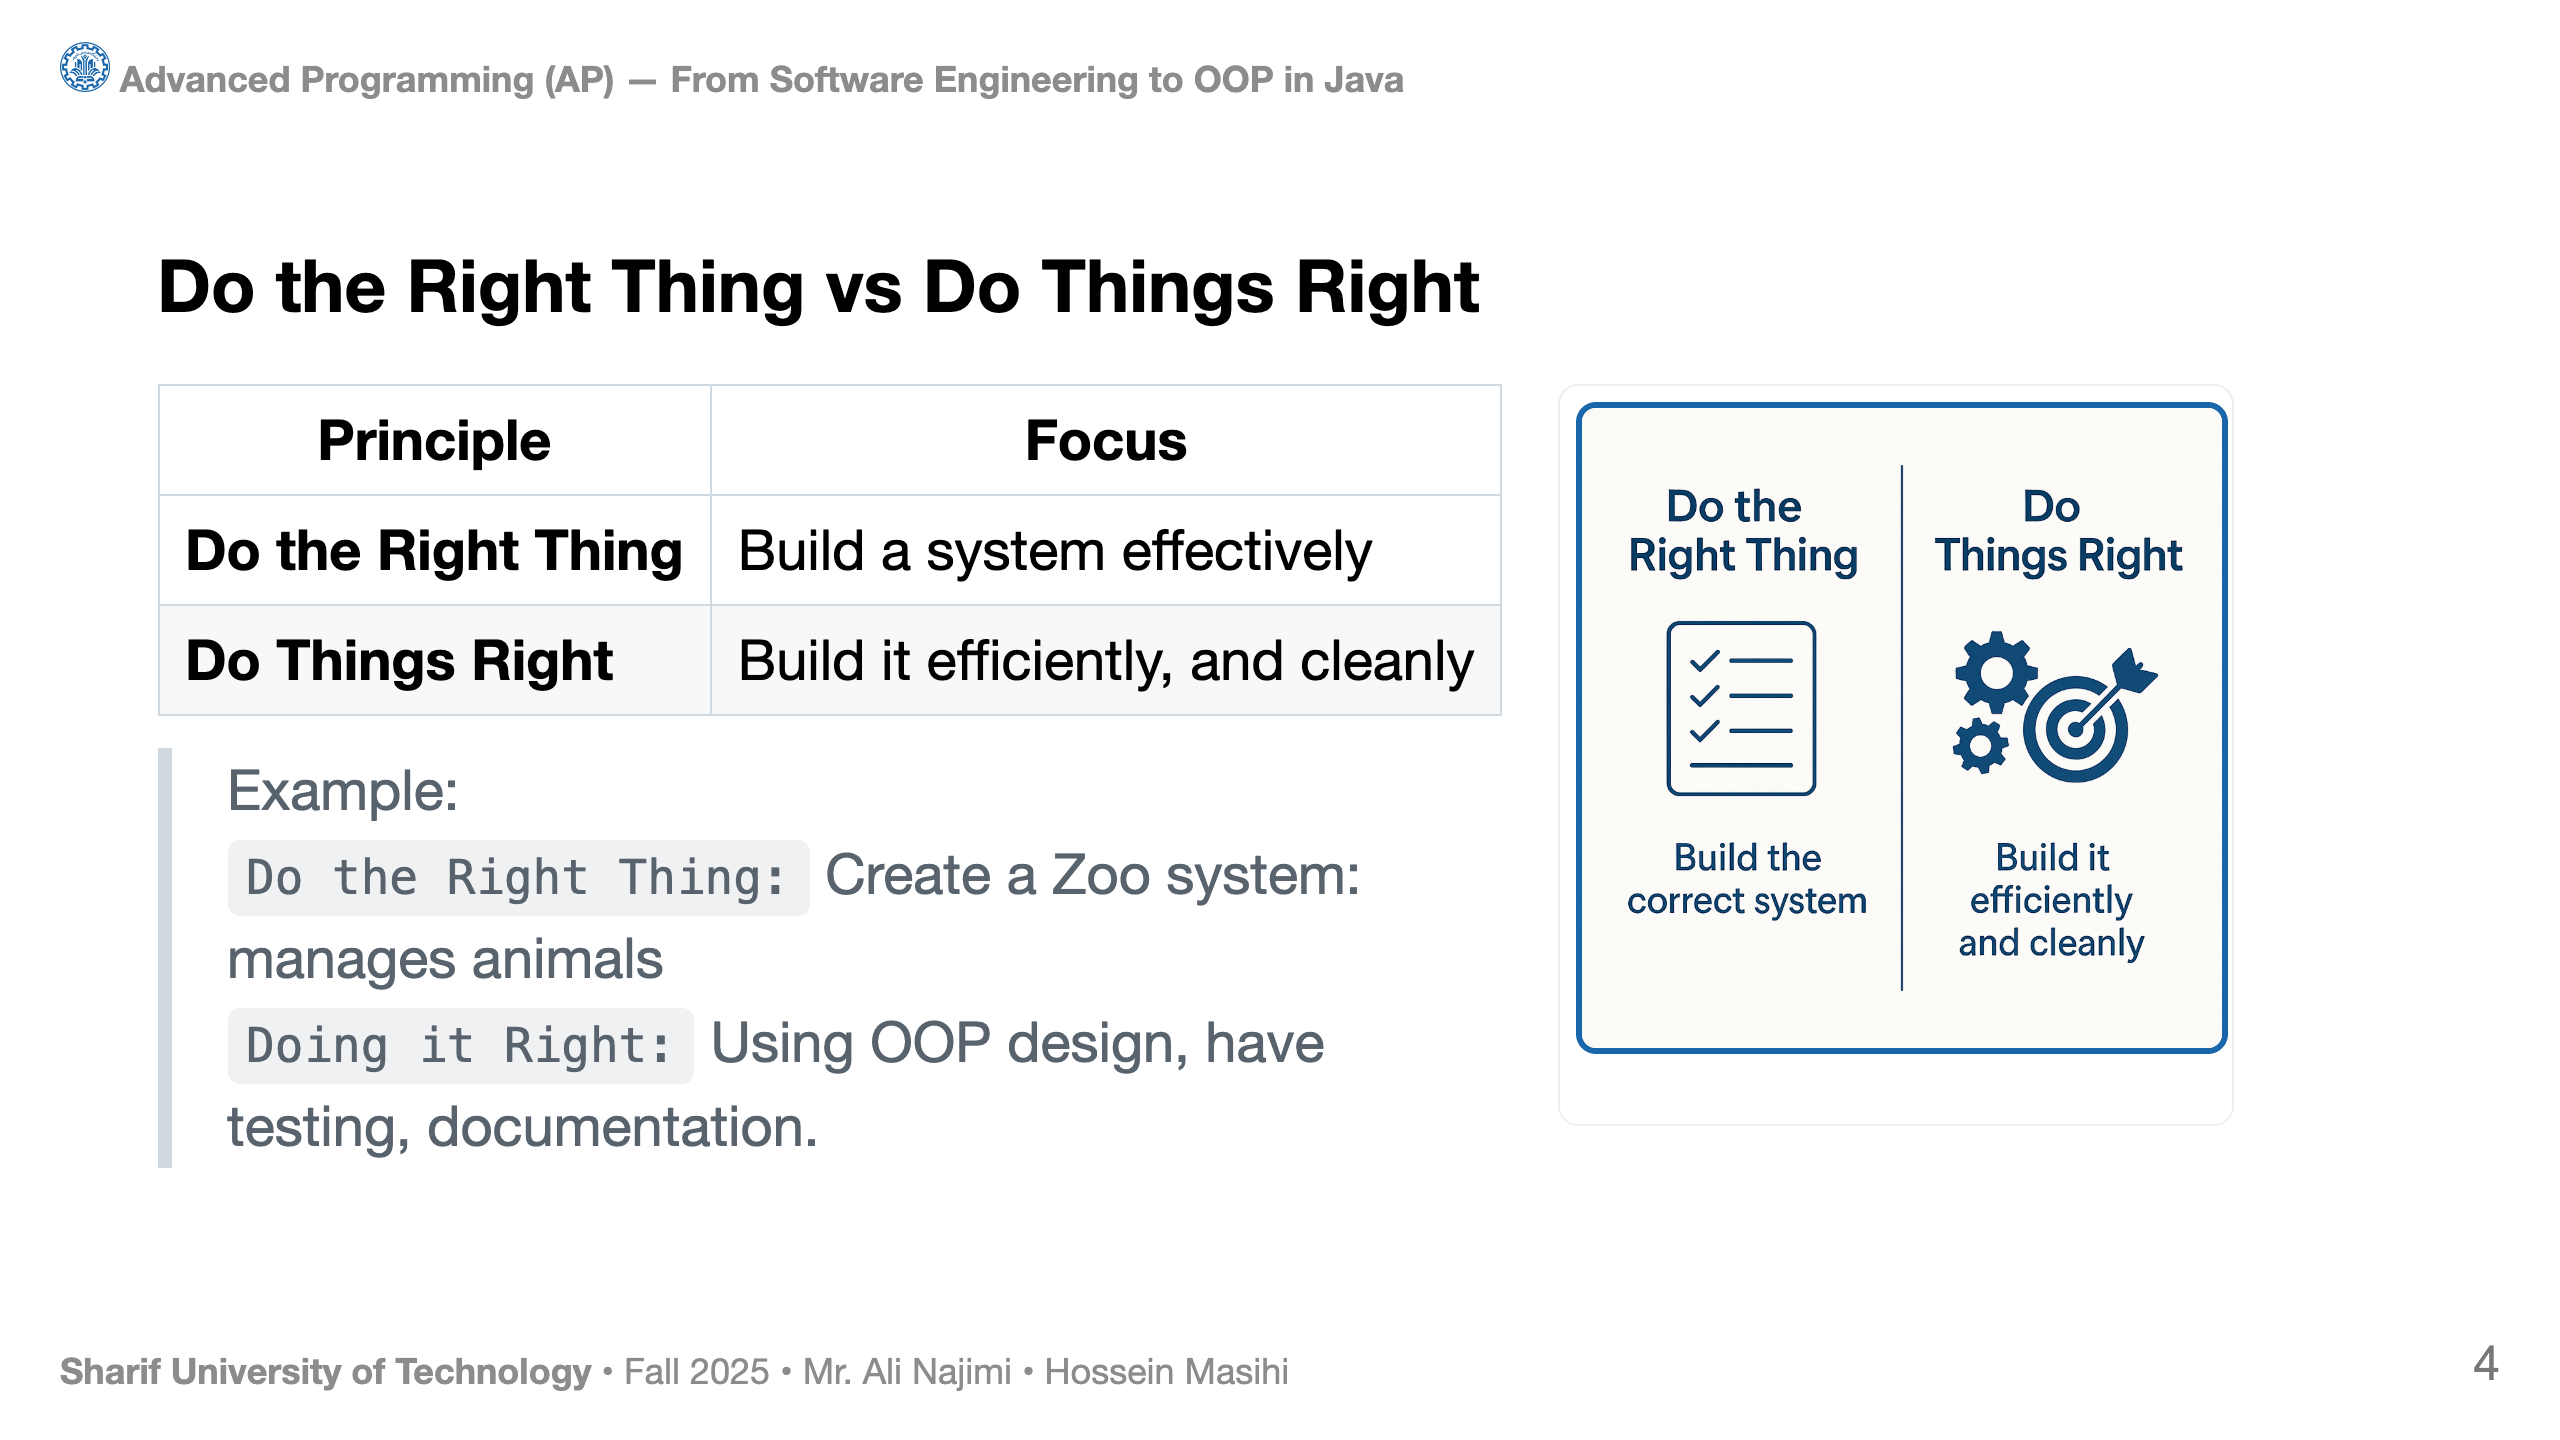 Advanced Programming (AP) — From Software Engineering to OOP in Java
Do the Right Thing vs Do Things Right
Principle Focus
Do the Right Thing Build a system effectively
Do Things Right Build it efficiently, and cleanly
Example:
Do the Right Thing: Create a Zoo system:
manages animals
Doing it Right: Using OOP design, have
testing, documentation.
Do the
Right Thing
Build the
correct system
Do
Things Right
Build it
efficiently
and cleanly
Sharif University of Technology • Fall 2025 • Mr. Ali Najimi • Hossein Masihi
4